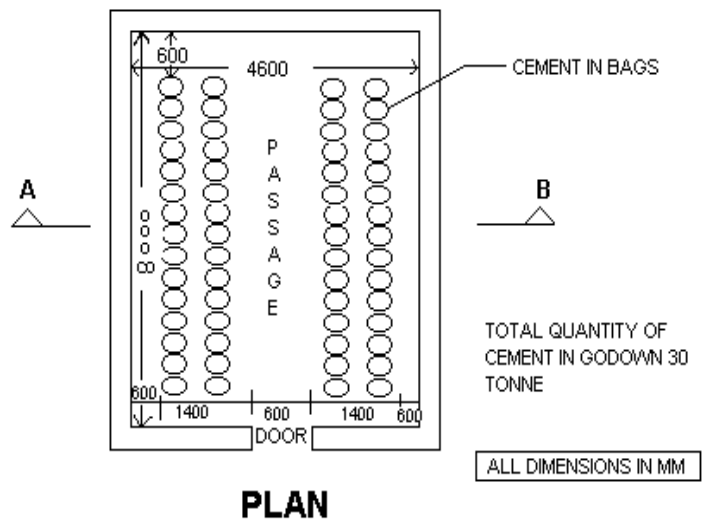 600
4600
CEMENT IN BAGS
PASSAGE
A
B
8000
TOTAL QUANTITY OF
CEMENT IN GODOWN 30
TONNE
600
1400
600
1400
600
DOOR
ALL DIMENSIONS IN MM
PLAN